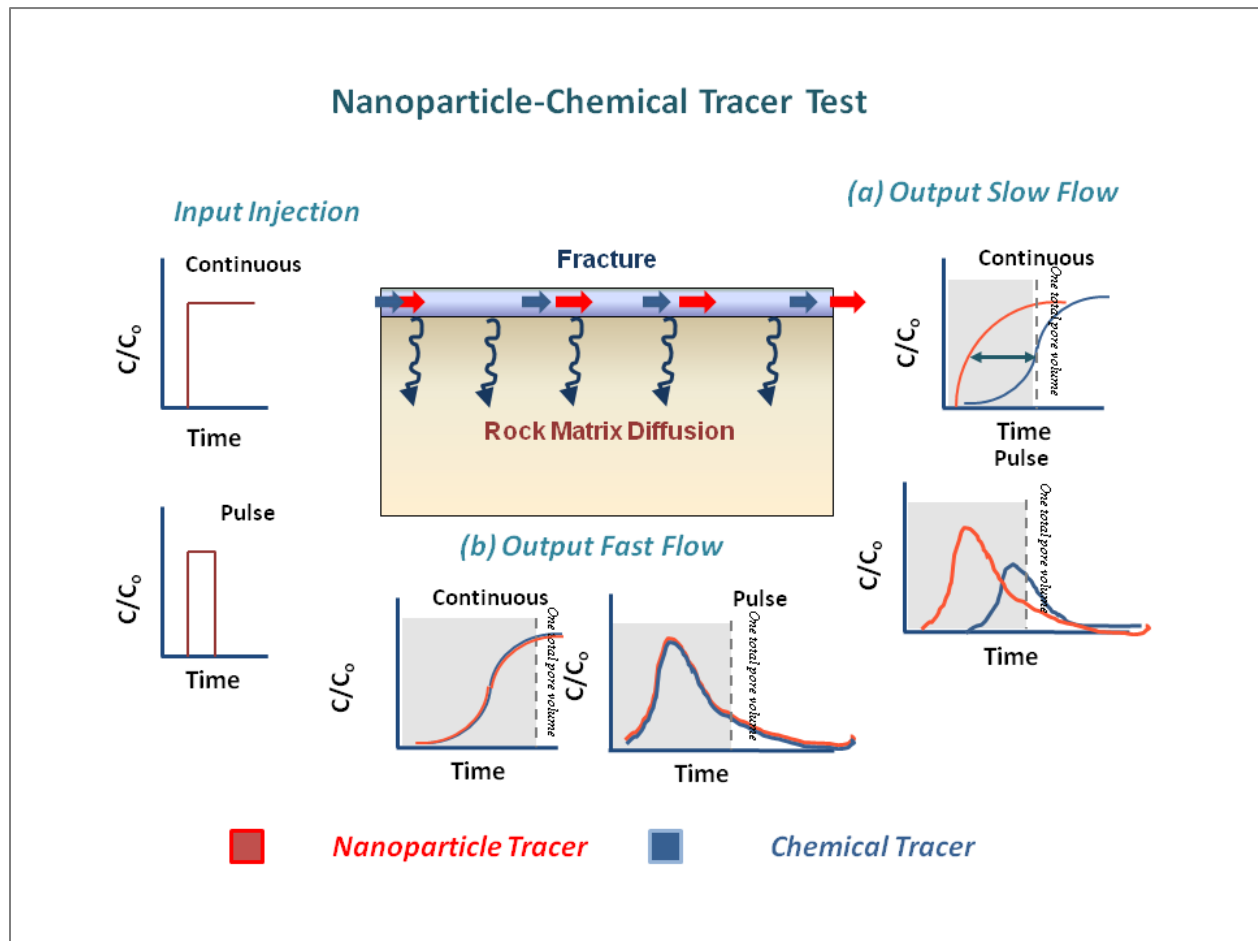 Nanoparticle-Chemical Tracer Test
Input Injection
Continuous
C/Co
Time
Pulse
C/Co
Time
Fracture
Rock Matrix Diffusion
(a) Output Slow Flow
Continuous
One total pore volume
C/Co
Time
Pulse
One total pore volume
C/Co
Time
(b) Output Fast Flow
Continuous
One total pore volume
C/Co
Time
Pulse
One total pore volume
C/Co
Time
Nanoparticle Tracer
Chemical Tracer